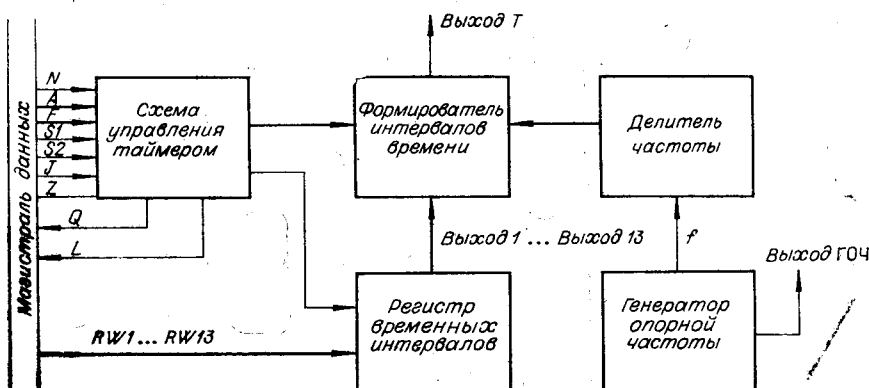 Выход T
Магистраль данных
N
A
F
S1
S2
J
Z
Q
L
Схема
управления
таймером
Формирователь
интервалов
времени
Делитель
частоты
Выход 1 ... Выход 13
f
Выход ГОЧ
RW1 ... RW13
Регистр
временных
интервалов
Генератор
опорной
частоты